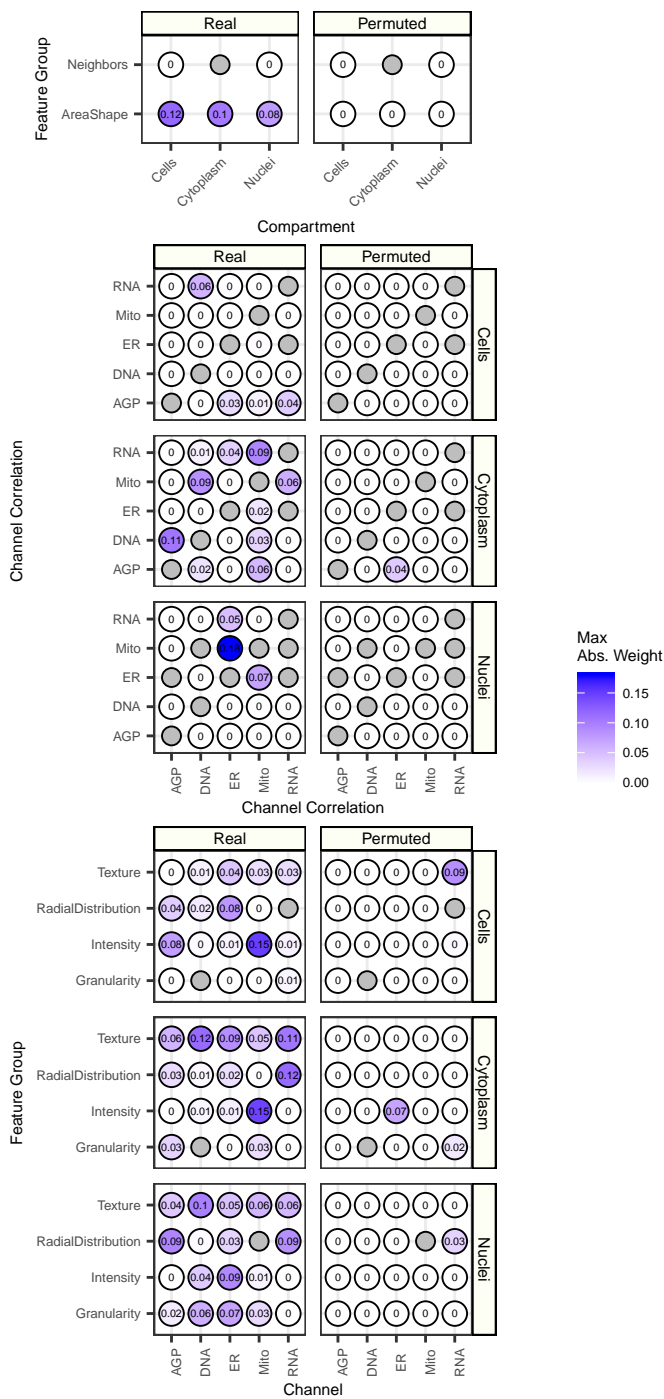 Real Permuted
Neighbors 0 0 0 0
AreaShape 0.12 0.1 0.08 0 0 0
Feature Group
Cells Cytoplasm Nuclei Cells Cytoplasm Nuclei
Compartment
Real Permuted
RNA 0 0.06 0 0 0 0 0 0
Mito 0 0 0 0 0 0 0 0
ER 0 0 0 0 0 0
DNA 0 0 0 0 0 0 0 0
AGP 0 0.03 0.01 0.04 0 0 0 0
Cells
RNA 0 0.01 0.04 0.09 0 0 0 0
Mito 0 0.09 0 0.06 0 0 0 0
ER 0 0 0.02 0 0 0
DNA 0.11 0 0.03 0 0 0 0 0
AGP 0.02 0 0.06 0 0 0.04 0 0
Cytoplasm
RNA 0 0 0.05 0 0 0 0 0
Mito 0 0.18 0 0
ER 0 0.07 0 0
DNA 0 0 0 0 0 0 0 0
AGP 0 0 0 0 0 0 0 0
Nuclei
Channel Correlation
AGP DNA ER Mito RNA AGP DNA ER Mito RNA
Channel Correlation
Max
Abs. Weight
0.15
0.10
0.05
0.00
Real Permuted
Texture 0 0.01 0.04 0.03 0.03 0 0 0 0 0.09
RadialDistribution 0.04 0.02 0.08 0 0 0 0 0
Intensity 0.08 0 0.01 0.15 0.01 0 0 0 0 0
Granularity 0 0 0 0.01 0 0 0 0
Cells
Texture 0.06 0.12 0.09 0.05 0.11 0 0 0 0 0
RadialDistribution 0.03 0.01 0.02 0 0.12 0 0 0 0 0
Intensity 0 0.01 0.01 0.15 0 0 0 0.07 0 0
Granularity 0.03 0 0.03 0 0 0 0 0.02
Cytoplasm
Texture 0.04 0.1 0.05 0.06 0.06 0 0 0 0 0
RadialDistribution 0.09 0 0.03 0.09 0 0 0 0.03
Intensity 0 0.04 0.09 0.01 0 0 0 0 0 0
Granularity 0.02 0.06 0.07 0.03 0 0 0 0 0 0
Nuclei
Feature Group
AGP DNA ER Mito RNA AGP DNA ER Mito RNA
Channel